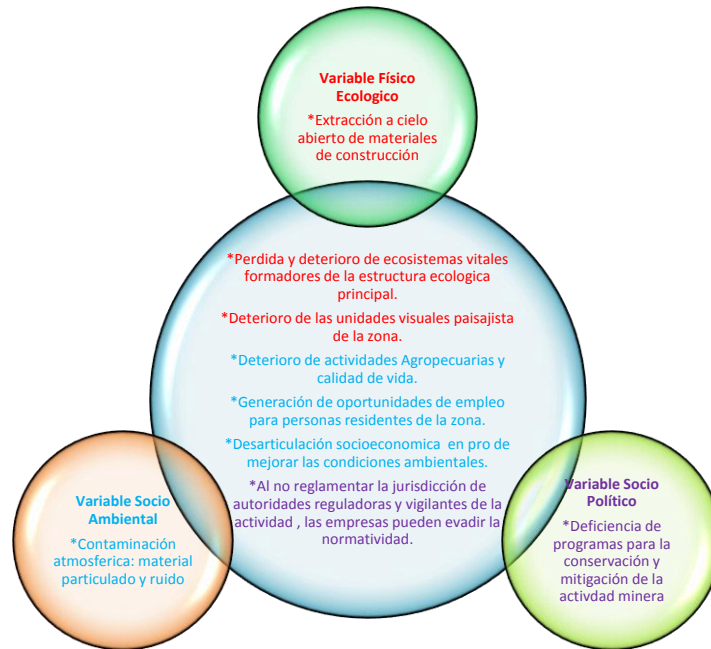 Variable Físico
Ecologico
*Extracción a cielo
abierto de materiales
de construcción
*Perdida y deterioro de ecosistemas vitales
formadores de la estructura ecologica
principal.
*Deterioro de las unidades visuales paisajista
de la zona.
*Deterioro de actividades Agropecuarias y
calidad de vida.
*Generación de oportunidades de empleo
para personas residentes de la zona.
*Desarticulación socioeconomica en pro de
mejorar las condiciones ambientales.
*Al no reglamentar la jurisdicción de
autoridades reguladoras y vigilantes de la
actividad , las empresas pueden evadir la
normatividad.
Variable Socio
Ambiental
*Contaminación
atmosferica: material
particulado y ruido
Variable Socio
Político
*Deficiencia de
programas para la
conservación y
mitigación de la
activdad minera